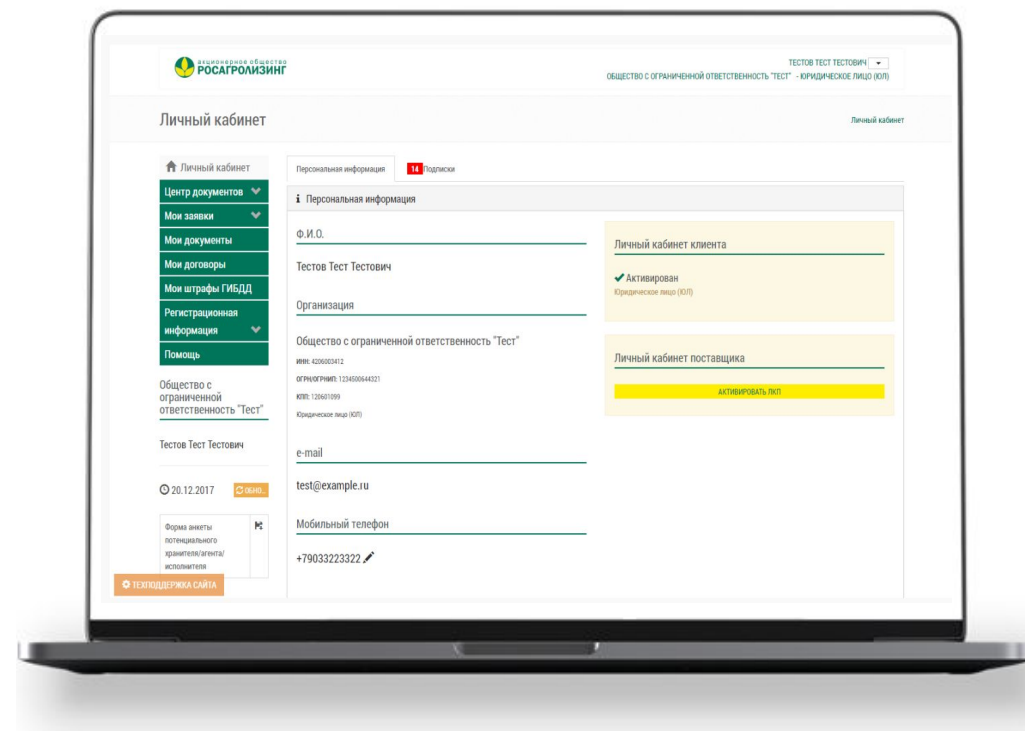 акционерное общество
РОСАГРОЛИЗИНГ
ТЕСТОВ ТЕСТ ТЕСТОВИЧ
ОБЩЕСТВО С ОГРАНИЧЕННОЙ ОТВЕТСТВЕННОСТЬ "ТЕСТ" - ЮРИДИЧЕСКОЕ ЛИЦО (ЮЛ)
Личный кабинет
Личный кабинет
Личный кабинет
Центр документов
Мои заявки
Мои документы
Мои договоры
Мои штрафы ГИБДД
Регистрационная
информация
Помощь
Общество с
ограниченной
ответственность "Тест"
Тестов Тест Тестович
20.12.2017
ОБНО...
Форма анкеты
потенциального
хранителя/агента/
исполнителя
ТЕХПОДДЕРЖКА САЙТА
Персональная информация
14 Подписки
Персональная информация
Ф.И.О.
Тестов Тест Тестович
Организация
Общество с ограниченной ответственность "Тест"
ИНН: 4206003412
ОГРН/ОГРНИП: 1234500644321
КПП: 120601099
Юридическое лицо (ЮЛ)
e-mail
test@example.ru
Мобильный телефон
+79033223322
Личный кабинет клиента
Активирован
Юридическое лицо (ЮЛ)
Личный кабинет поставщика
АКТИВИРОВАТЬ ЛКП